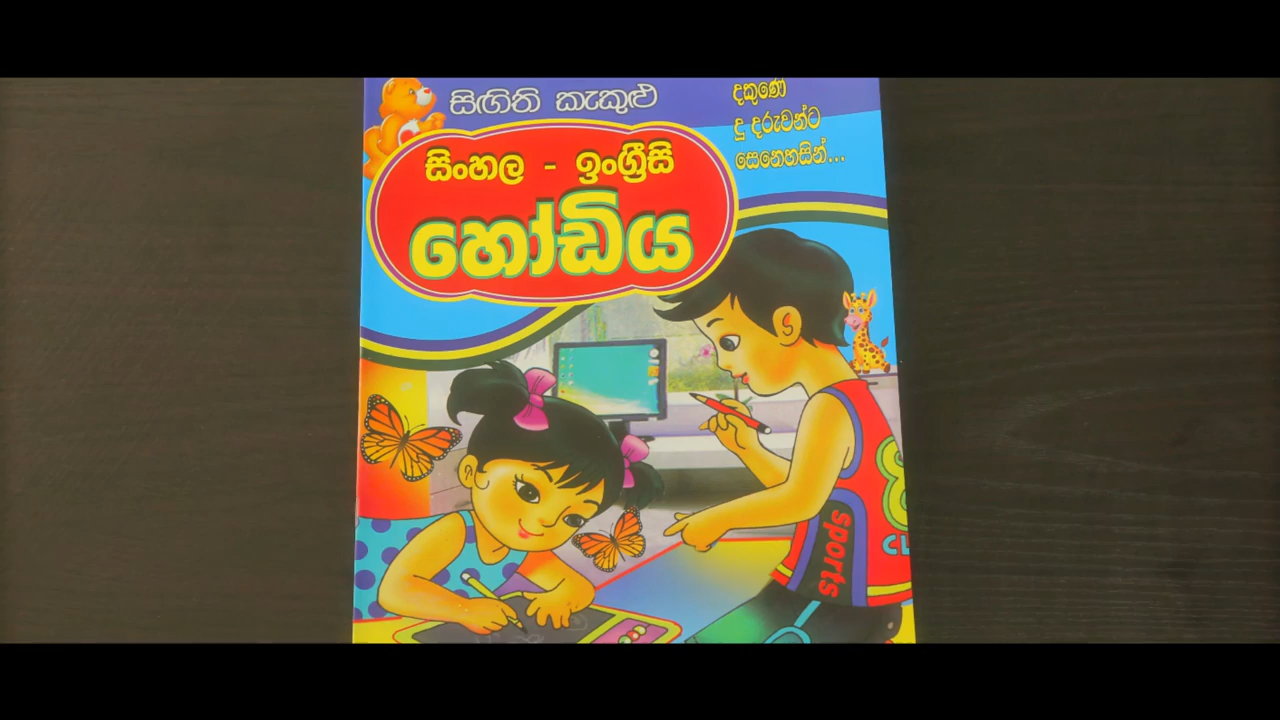 සිඟිති කැකුළු
සිංහල - ඉංග්‍රීසි
හෝඩිය
දකුණෙ
දූ දරුවන්ට
සෙනෙහසින්...
sports